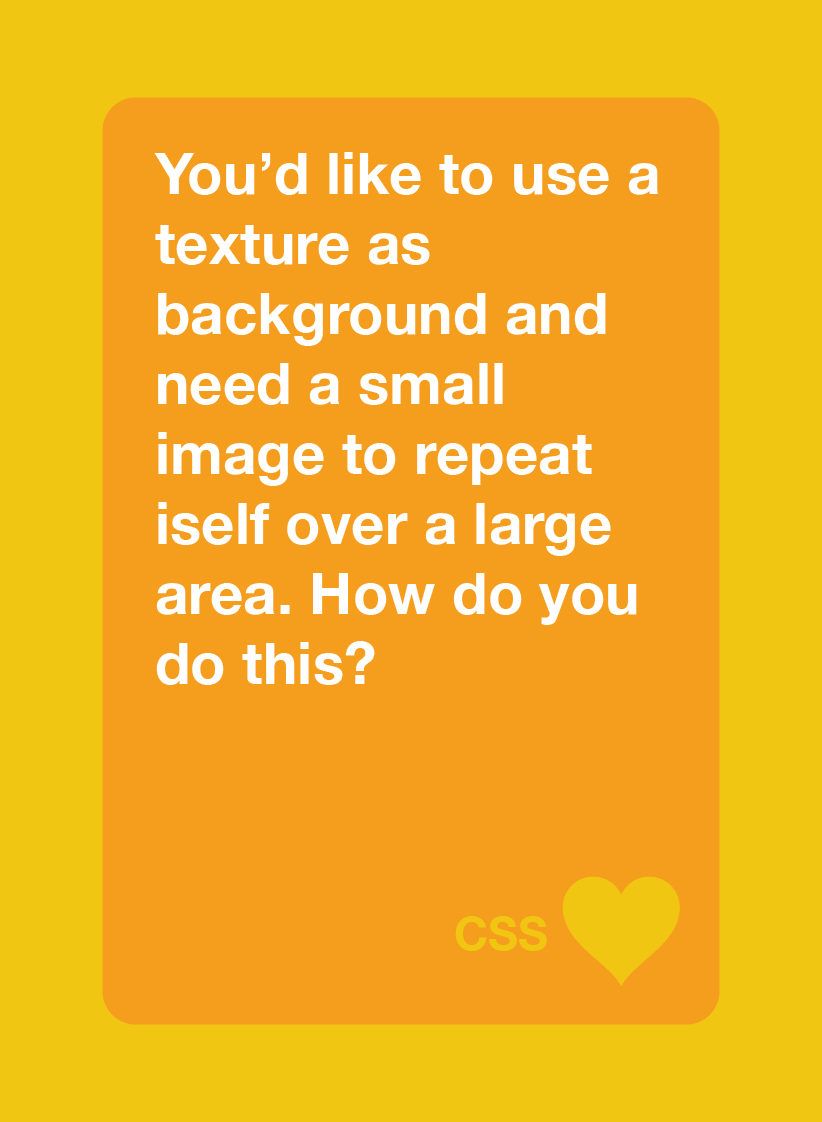 You’d like to use a
texture as
background and
need a small
image to repeat
iself over a large
area. How do you
do this?
CSS